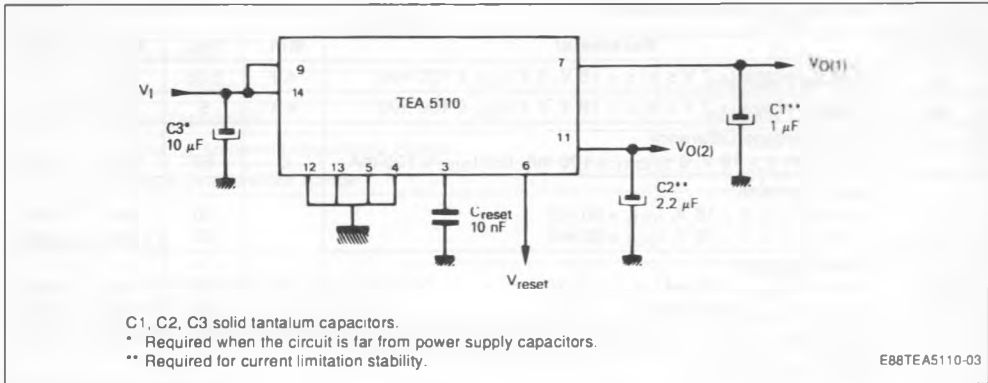 9
7
V_O(1)
V_I
14
TEA 5110
C1**
1 µF
C3*
10 µF
11
V_O(2)
12 13 5 4 3 6
C2**
2.2 µF
C_reset
10 nF
V_reset
C1, C2, C3 solid tantalum capacitors.
* Required when the circuit is far from power supply capacitors.
** Required for current limitation stability.
E88TEA5110-03